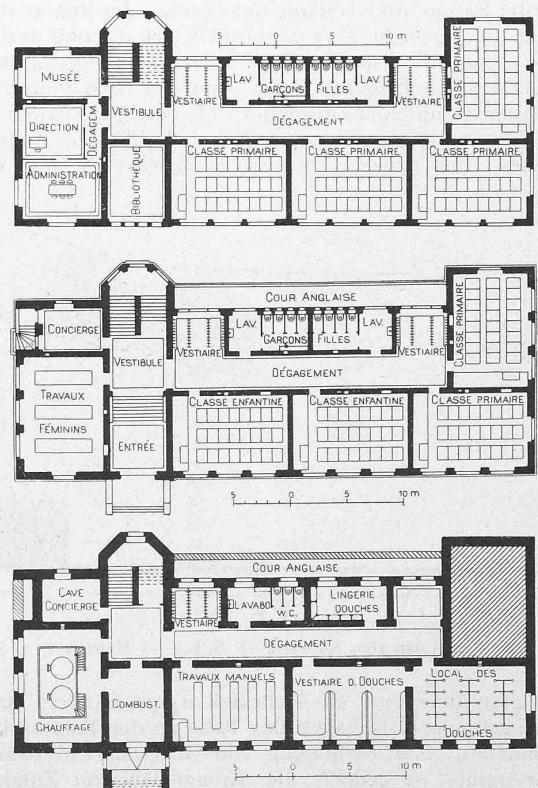 5 0 5 10 m
MUSÉE
LAV. GARÇONS FILLES LAV.
VESTIAIRE VESTIAIRE
CLASSE PRIMAIRE
VESTIBULE
DIRECTION
DÉGAGEM
DÉGAGEMENT
ADMINISTRATION
BIBLIOTHÈQUE
CLASSE PRIMAIRE CLASSE PRIMAIRE CLASSE PRIMAIRE
COUR ANGLAISE
CONCIERGE
LAV. GARÇONS FILLES LAV.
VESTIAIRE VESTIAIRE
CLASSE PRIMAIRE
VESTIBULE
DÉGAGEMENT
TRAVAUX
FÉMININS
CLASSE ENFANTINE CLASSE ENFANTINE CLASSE PRIMAIRE
ENTRÉE
5 0 5 10 m
COUR ANGLAISE
CAVE
CONCIERGE
VESTIAIRE
LAVABO W.C.
LINGERIE
DOUCHES
DÉGAGEMENT
TRAVAUX MANUELS VESTIAIRE D. DOUCHES LOCAL DES
DOUCHES
COMBUST.
CHAUFFAGE
5 0 5 10 m